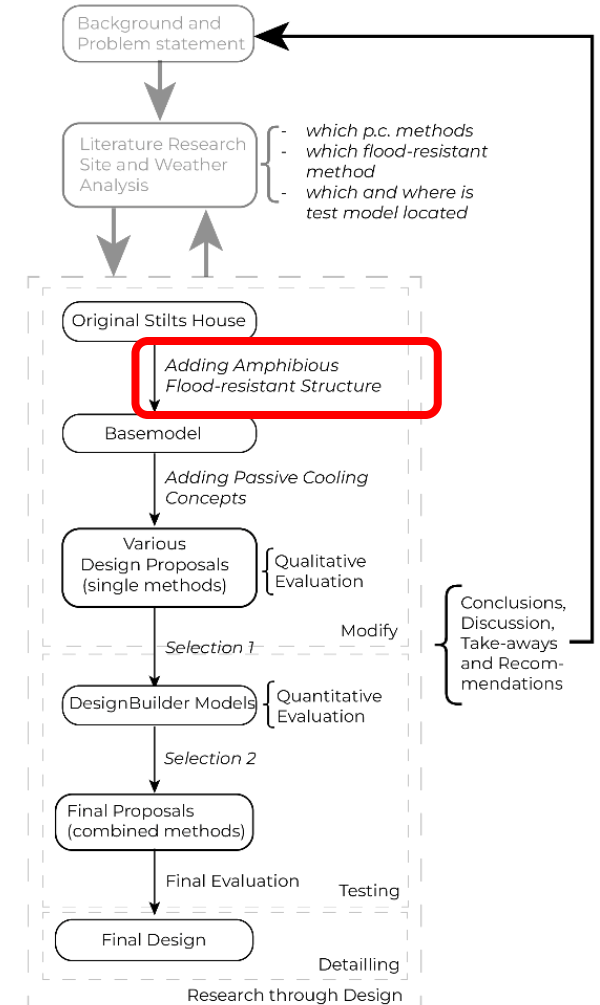 Background and
Problem statement
Literature Research
Site and Weather
Analysis
- which p.c. methods
- which flood-resistant
method
- which and where is
test model located
Original Stilts House
Adding Amphibious
Flood-resistant Structure
Basemodel
Adding Passive Cooling
Concepts
Various
Design Proposals
(single methods)
Qualitative
Evaluation
Modify
Conclusions,
Discussion,
Take-aways
and Recom-
mendations
Selection 1
DesignBuilder Models
Quantitative
Evaluation
Selection 2
Final Proposals
(combined methods)
Final Evaluation
Testing
Final Design
Detailling
Research through Design